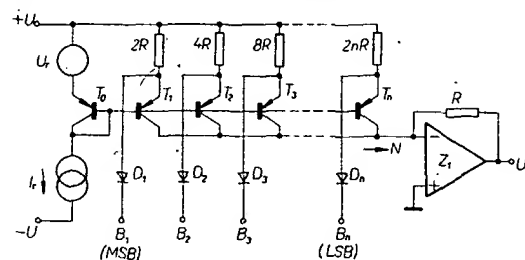 +U₀ 2R 4R 8R 2nR
Uᵣ
T₀ T₁ T₂ T₃ Tₙ R
N
Iᵣ D₁ D₂ D₃ Dₙ Z₁ U
-U B₁ B₂ B₃ Bₙ
(MSB) (LSB)